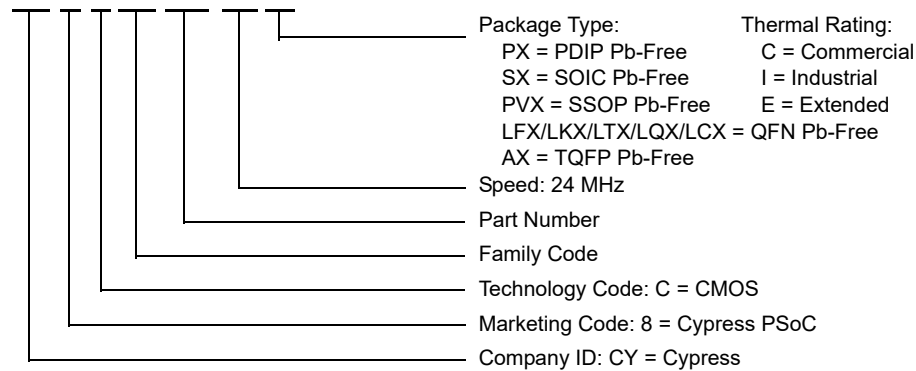 Package Type: Thermal Rating:
PX = PDIP Pb-Free C = Commercial
SX = SOIC Pb-Free I = Industrial
PVX = SSOP Pb-Free E = Extended
LFX/LKX/LTX/LQX/LCX = QFN Pb-Free
AX = TQFP Pb-Free
Speed: 24 MHz
Part Number
Family Code
Technology Code: C = CMOS
Marketing Code: 8 = Cypress PSoC
Company ID: CY = Cypress